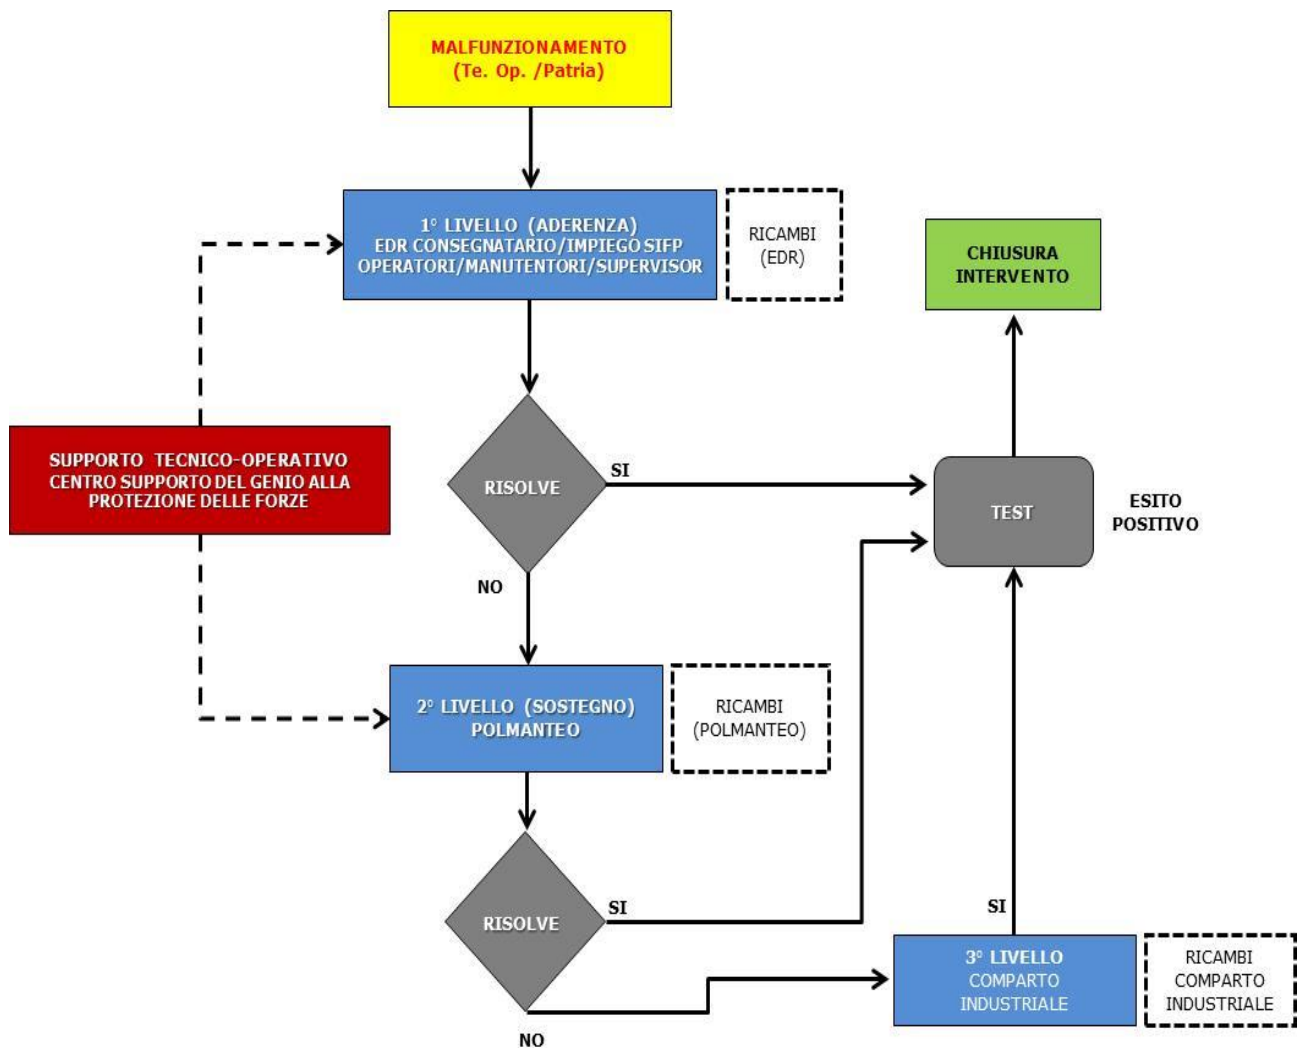 MALFUNZIONAMENTO
(Te. Op. /Patria)
1° LIVELLO (ADERENZA)
EDR CONSEGNATARIO/IMPIEGO SIFP
OPERATORI/MANUTENTORI/SUPERVISOR
RICAMBI
(EDR)
CHIUSURA
INTERVENTO
SUPPORTO TECNICO-OPERATIVO
CENTRO SUPPORTO DEL GENIO ALLA
PROTEZIONE DELLE FORZE
RISOLVE
SI
TEST
ESITO
POSITIVO
NO
2° LIVELLO (SOSTEGNO)
POLMANTEO
RICAMBI
(POLMANTEO)
RISOLVE
SI
NO
SI
3° LIVELLO
COMPARTO
INDUSTRIALE
RICAMBI
COMPARTO
INDUSTRIALE